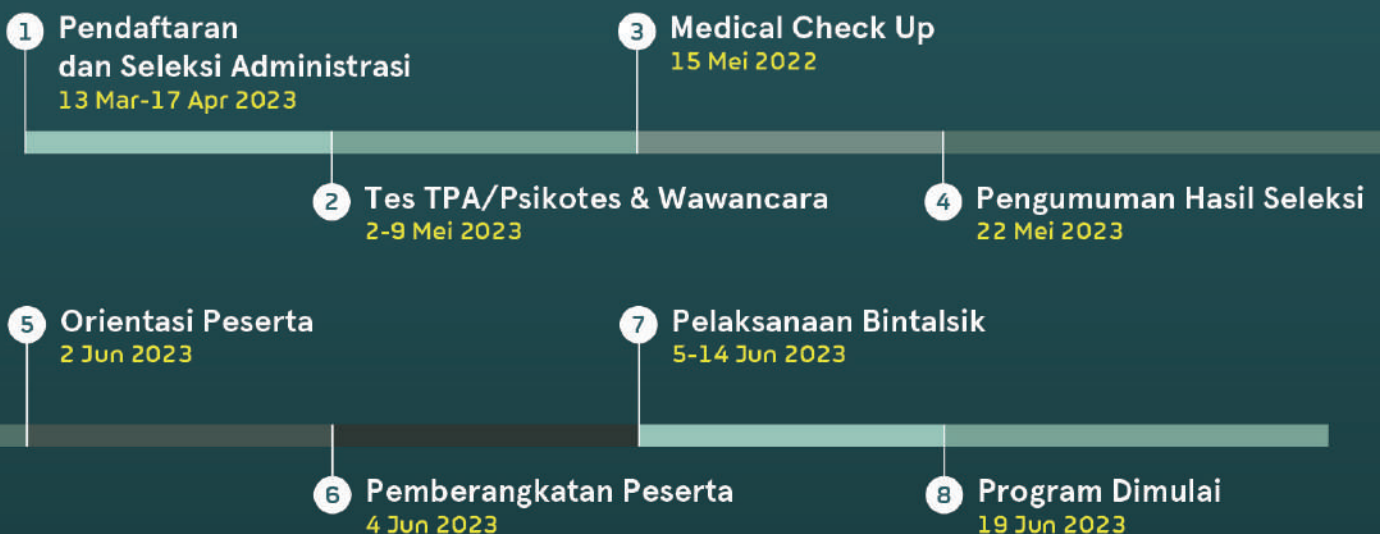 1 Pendaftaran
dan Seleksi Administrasi
13 Mar-17 Apr 2023
2 Tes TPA/Psikotes & Wawancara
2-9 Mei 2023
3 Medical Check Up
15 Mei 2022
4 Pengumuman Hasil Seleksi
22 Mei 2023
5 Orientasi Peserta
2 Jun 2023
6 Pemberangkatan Peserta
4 Jun 2023
7 Pelaksanaan Bintalsik
5-14 Jun 2023
8 Program Dimulai
19 Jun 2023